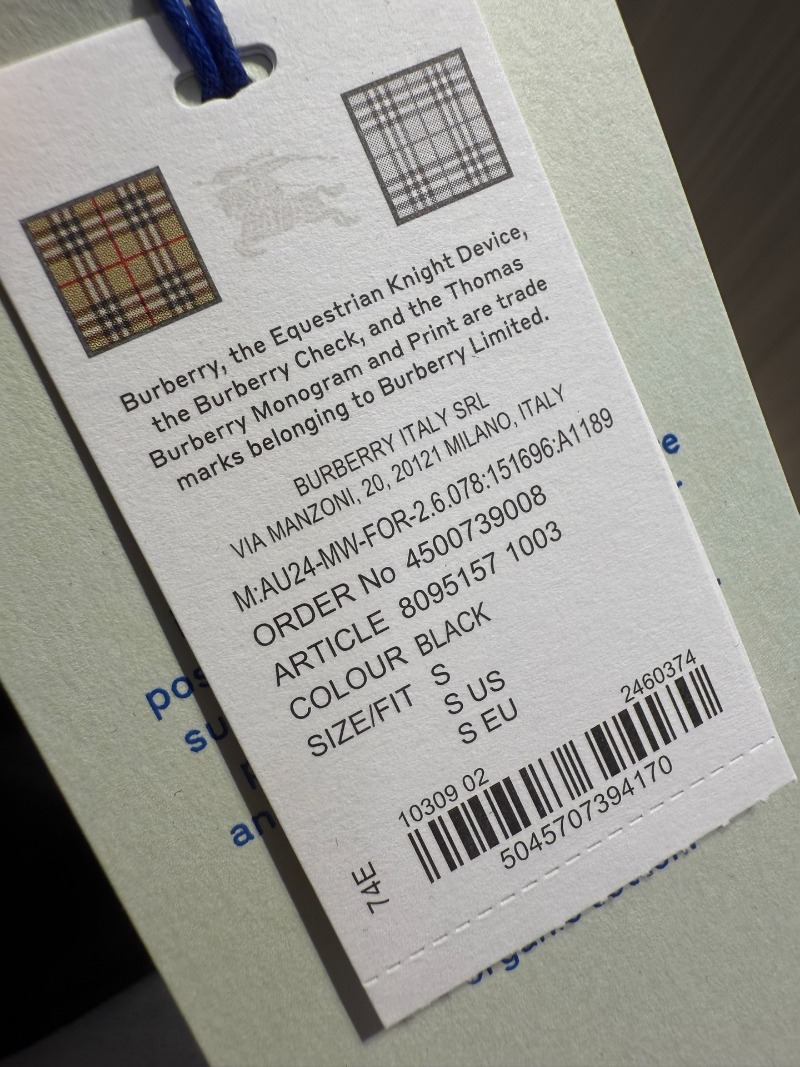 Burberry, the Equestrian Knight Device,
the Burberry Check, and the Thomas
Burberry Monogram and Print are trade
marks belonging to Burberry Limited.
BURBERRY ITALY SRL
VIA MANZONI, 20, 20121 MILANO, ITALY
M:AU24-MW-FOR-2.6.078:151696:A1189
ORDER No 4500739008
ARTICLE 8095157 1003
COLOUR BLACK
SIZE/FIT S
S US
S EU
10309 02 2460374
5045707394170
74E